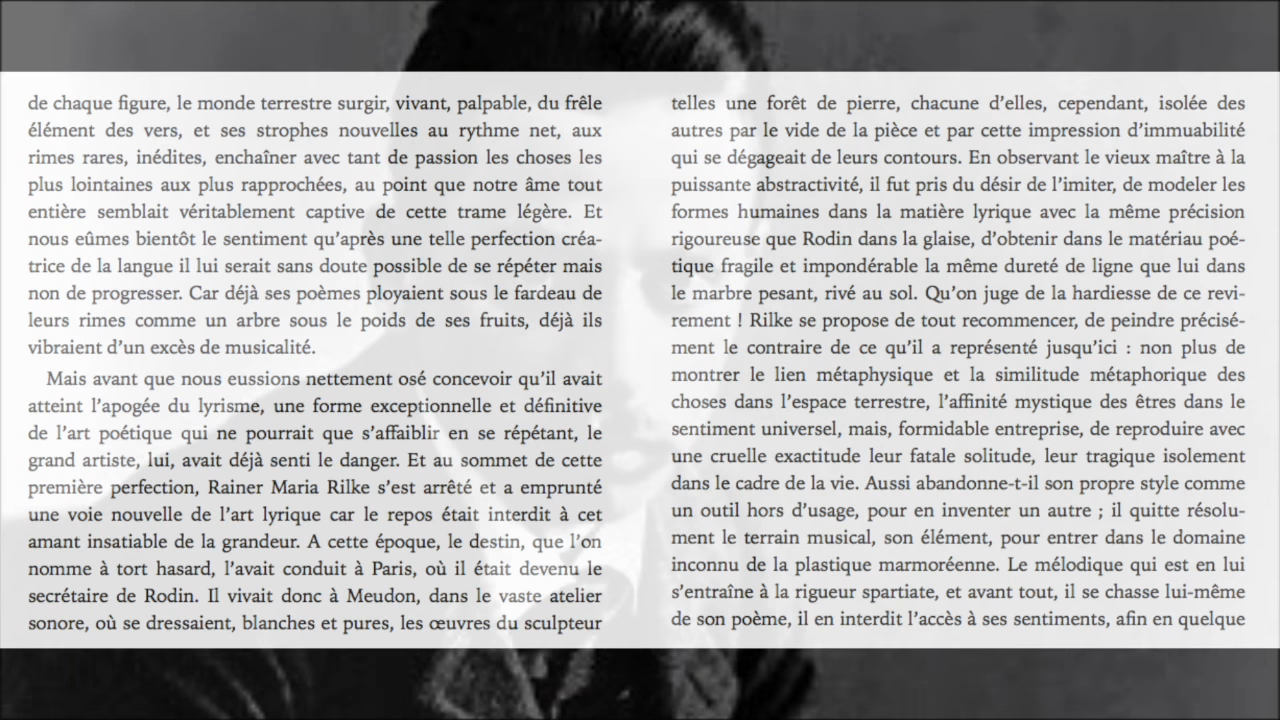 de chaque figure, le monde terrestre surgir, vivant, palpable, du frêle
élément des vers, et ses strophes nouvelles au rythme net, aux
rimes rares, inédites, enchaîner avec tant de passion les choses les
plus lointaines aux plus rapprochées, au point que notre âme tout
entière semblait véritablement captive de cette trame légère. Et
nous eûmes bientôt le sentiment qu’après une telle perfection créa-
trice de la langue il lui serait sans doute possible de se répéter mais
non de progresser. Car déjà ses poèmes ployaient sous le fardeau de
leurs rimes comme un arbre sous le poids de ses fruits, déjà ils
vibraient d’un excès de musicalité.
Mais avant que nous eussions nettement osé concevoir qu’il avait
atteint l’apogée du lyrisme, une forme exceptionnelle et définitive
de l’art poétique qui ne pourrait que s’affaiblir en se répétant, le
grand artiste, lui, avait déjà senti le danger. Et au sommet de cette
première perfection, Rainer Maria Rilke s’est arrêté et a emprunté
une voie nouvelle de l’art lyrique car le repos était interdit à cet
amant insatiable de la grandeur. A cette époque, le destin, que l’on
nomme à tort hasard, l’avait conduit à Paris, où il était devenu le
secrétaire de Rodin. Il vivait donc à Meudon, dans le vaste atelier
sonore, où se dressaient, blanches et pures, les œuvres du sculpteur
telles une forêt de pierre, chacune d’elles, cependant, isolée des
autres par le vide de la pièce et par cette impression d’immuabilité
qui se dégageait de leurs contours. En observant le vieux maître à la
puissante abstractivité, il fut pris du désir de l’imiter, de modeler les
formes humaines dans la matière lyrique avec la même précision
rigoureuse que Rodin dans la glaise, d’obtenir dans le matériau poé-
tique fragile et impondérable la même dureté de ligne que lui dans
le marbre pesant, rivé au sol. Qu’on juge de la hardiesse de ce revi-
rement ! Rilke se propose de tout recommencer, de peindre précisé-
ment le contraire de ce qu’il a représenté jusqu’ici : non plus de
montrer le lien métaphysique et la similitude métaphorique des
choses dans l’espace terrestre, l’affinité mystique des êtres dans le
sentiment universel, mais, formidable entreprise, de reproduire avec
une cruelle exactitude leur fatale solitude, leur tragique isolement
dans le cadre de la vie. Aussi abandonne-t-il son propre style comme
un outil hors d’usage, pour en inventer un autre ; il quitte résolu-
ment le terrain musical, son élément, pour entrer dans le domaine
inconnu de la plastique marmoréenne. Le mélodique qui est en lui
s’entraîne à la rigueur spartiate, et avant tout, il se chasse lui-même
de son poème, il en interdit l’accès à ses sentiments, afin en quelque